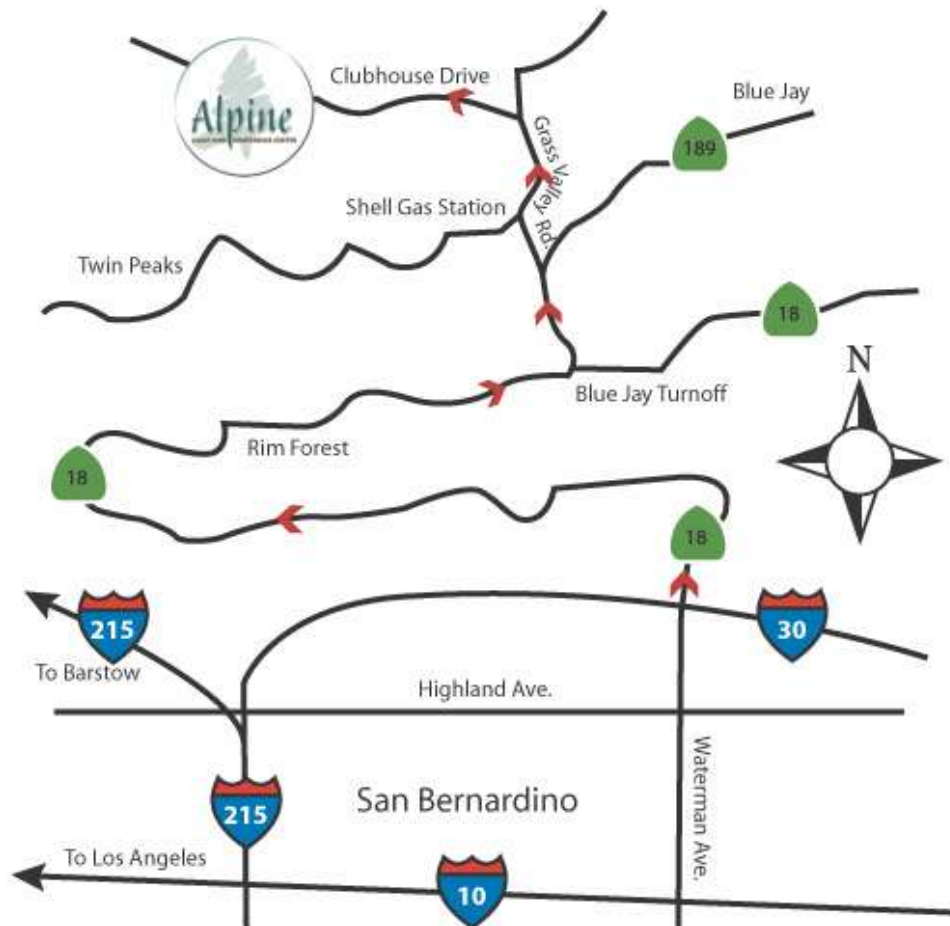 Clubhouse Drive
Alpine
Blue Jay
189
Grass Valley Rd.
Shell Gas Station
Twin Peaks
18
Blue Jay Turnoff
N
Rim Forest
18
18
215
30
To Barstow
Highland Ave.
Waterman Ave.
215
San Bernardino
To Los Angeles
10